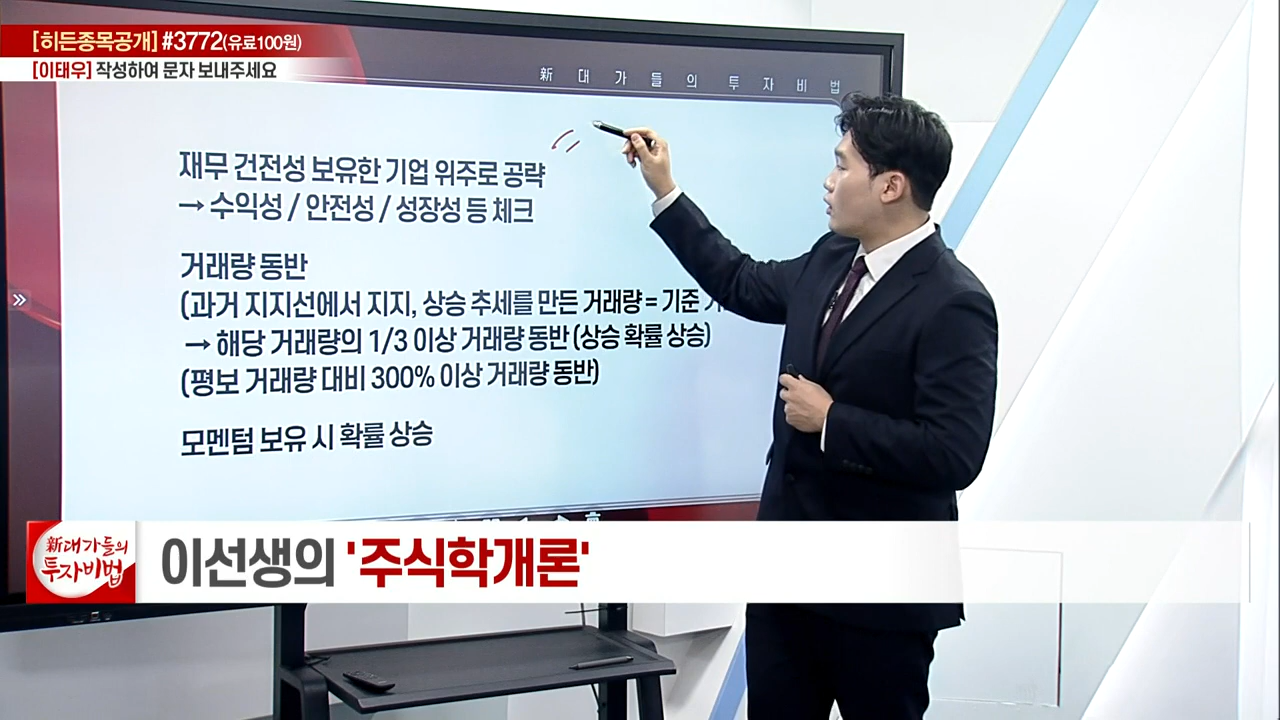 [히든종목공개] #3772(유료100원)
[이태우] 작성하여 문자 보내주세요
新 대 가 들 의 투 자 비 법
재무 건전성 보유한 기업 위주로 공략
→ 수익성 / 안전성 / 성장성 등 체크
거래량 동반
(과거 지지선에서 지지, 상승 추세를 만든 거래량 = 기준
→ 해당 거래량의 1/3 이상 거래량 동반 (상승 확률 상승)
(평보 거래량 대비 300% 이상 거래량 동반)
모멘텀 보유 시 확률 상승
新대가들의
투자비법
이선생의 '주식학개론'